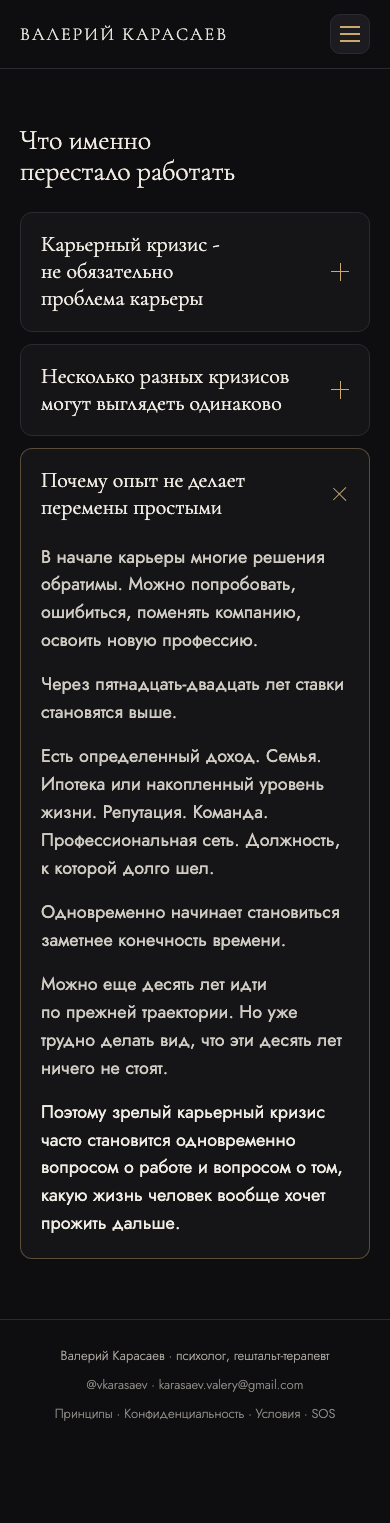 ВАЛЕРИЙ КАРАСАЕВ
Что именно
перестало работать
Карьерный кризис -
не обязательно
проблема карьеры
Несколько разных кризисов
могут выглядеть одинаково
Почему опыт не делает
перемены простыми
В начале карьеры многие решения
обратимы. Можно попробовать,
ошибиться, поменять компанию,
освоить новую профессию.
Через пятнадцать-двадцать лет ставки
становятся выше.
Есть определенный доход. Семья.
Ипотека или накопленный уровень
жизни. Репутация. Команда.
Профессиональная сеть. Должность,
к которой долго шел.
Одновременно начинает становиться
заметнее конечность времени.
Можно еще десять лет идти
по прежней траектории. Но уже
трудно делать вид, что эти десять лет
ничего не стоят.
Поэтому зрелый карьерный кризис
часто становится одновременно
вопросом о работе и вопросом о том,
какую жизнь человек вообще хочет
прожить дальше.
Валерий Карасаев · психолог, гештальт-терапевт
@vkarasaev · karasaev.valery@gmail.com
Принципы · Конфиденциальность · Условия · SOS